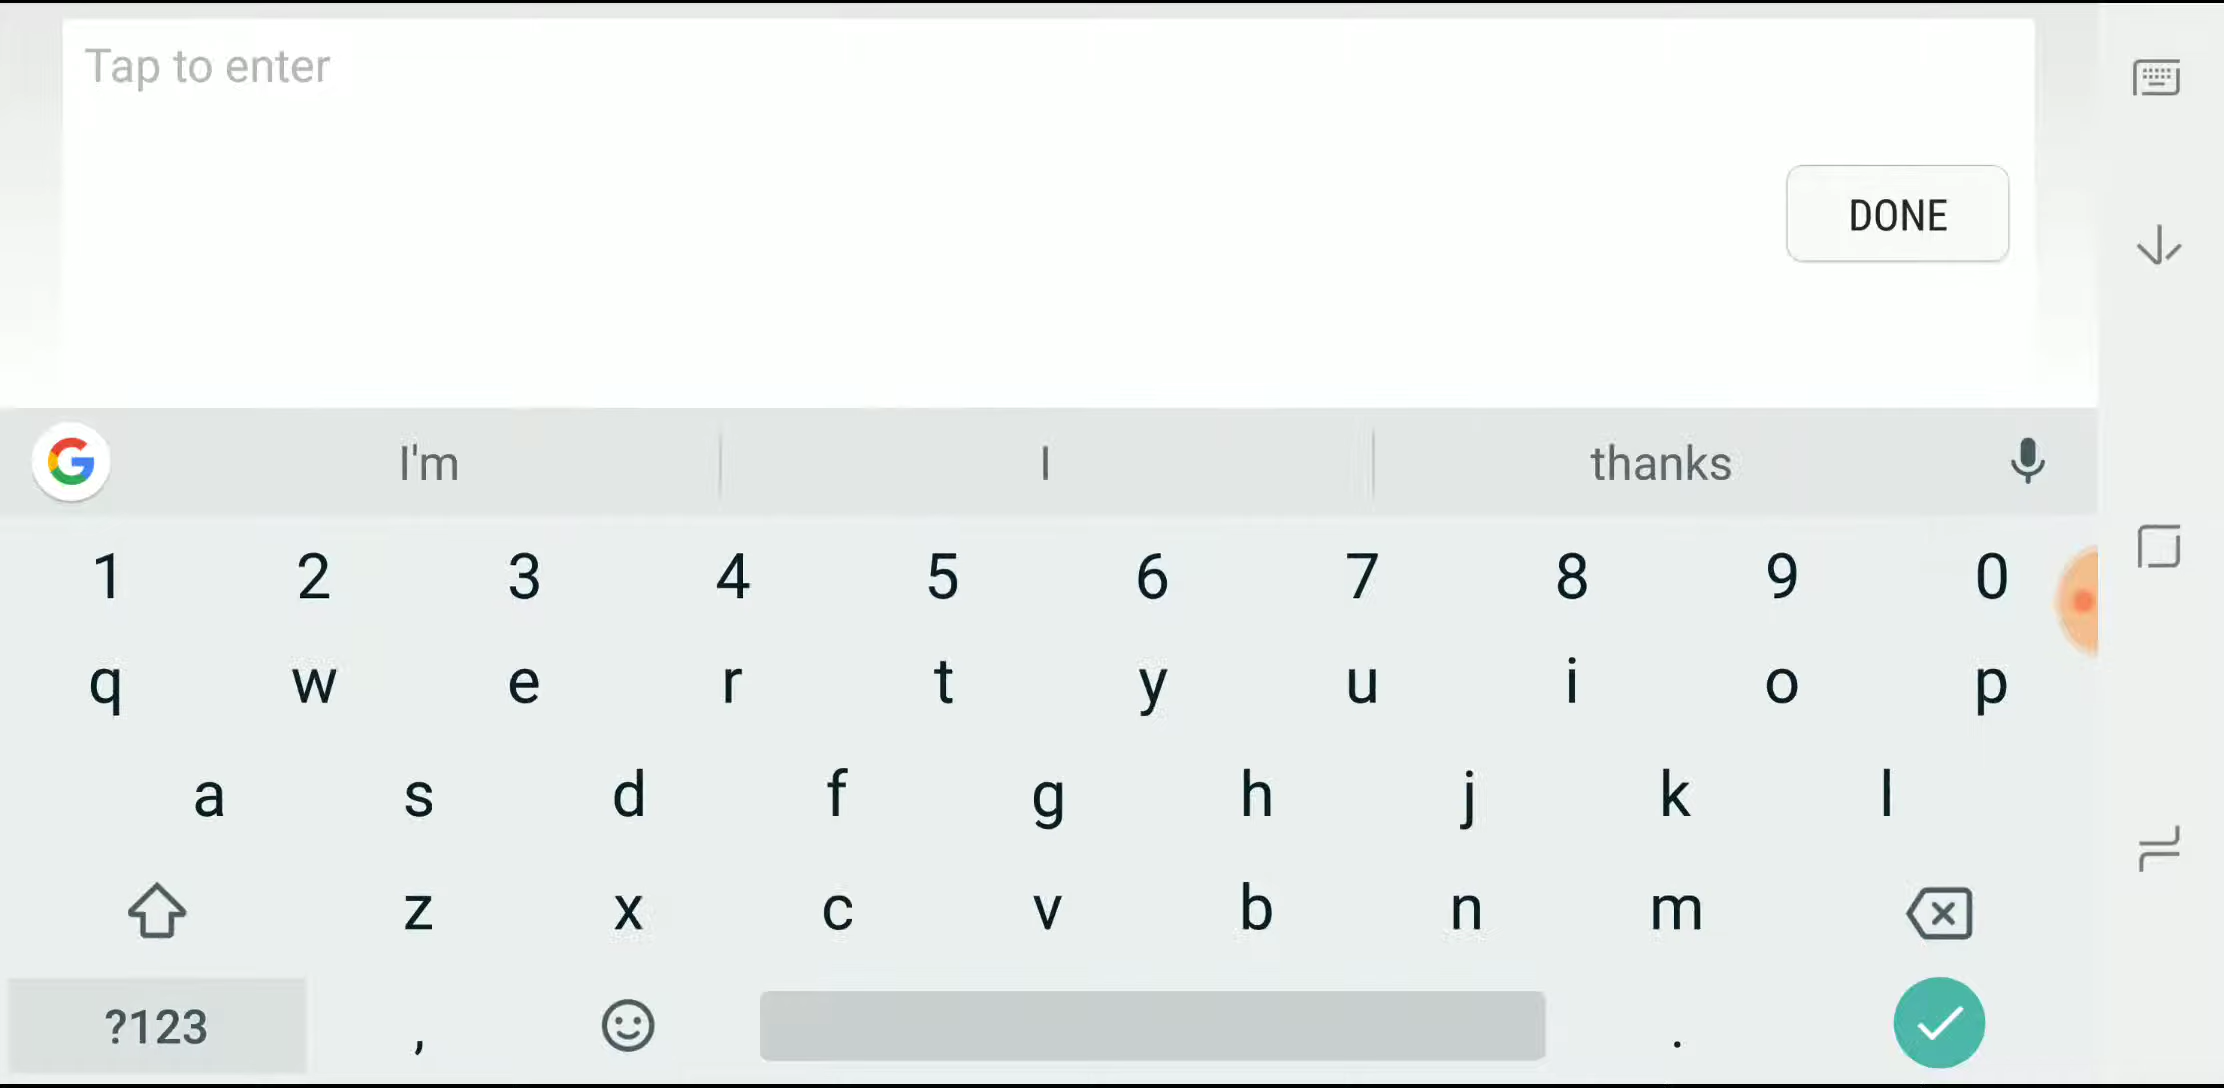 Tap to enter
DONE
I'm I thanks
1 2 3 4 5 6 7 8 9 0
q w e r t y u i o p
a s d f g h j k l
z x c v b n m
?123 , .